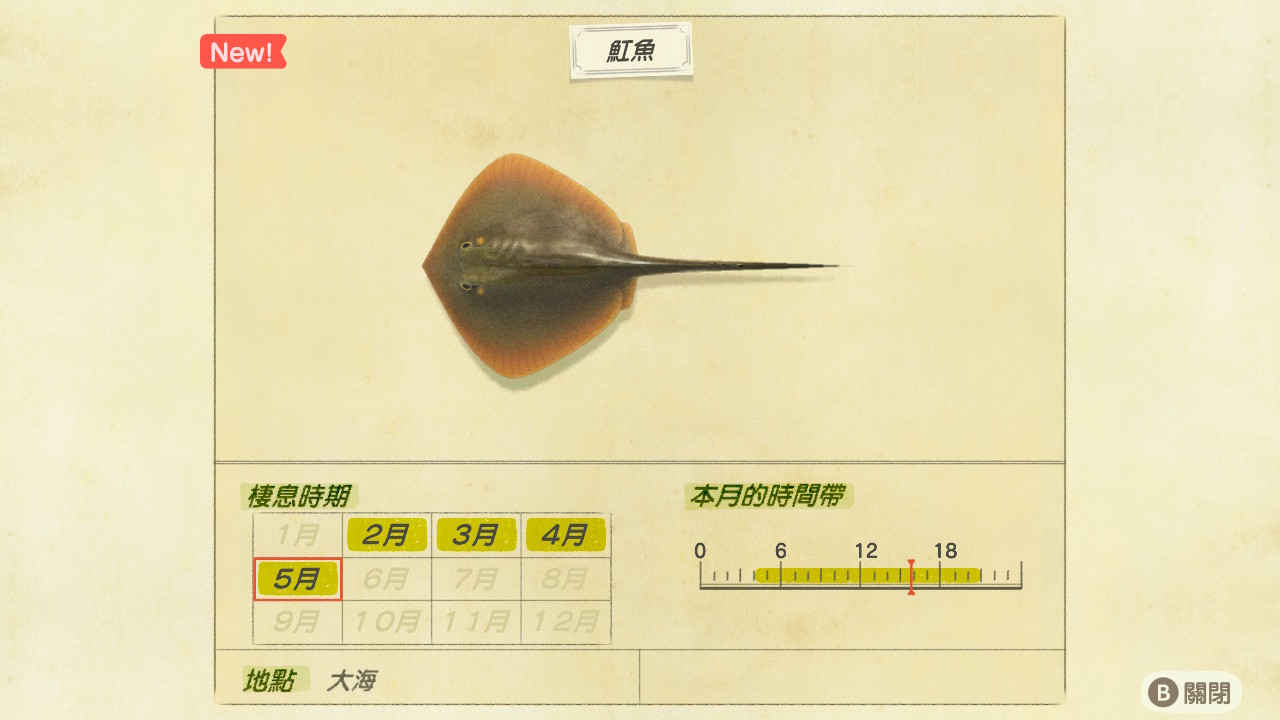 New!
魟魚
棲息時期
1月 2月 3月 4月
5月 6月 7月 8月
9月 10月 11月 12月
本月的時間帶
0 6 12 18
地點 大海
B 關閉